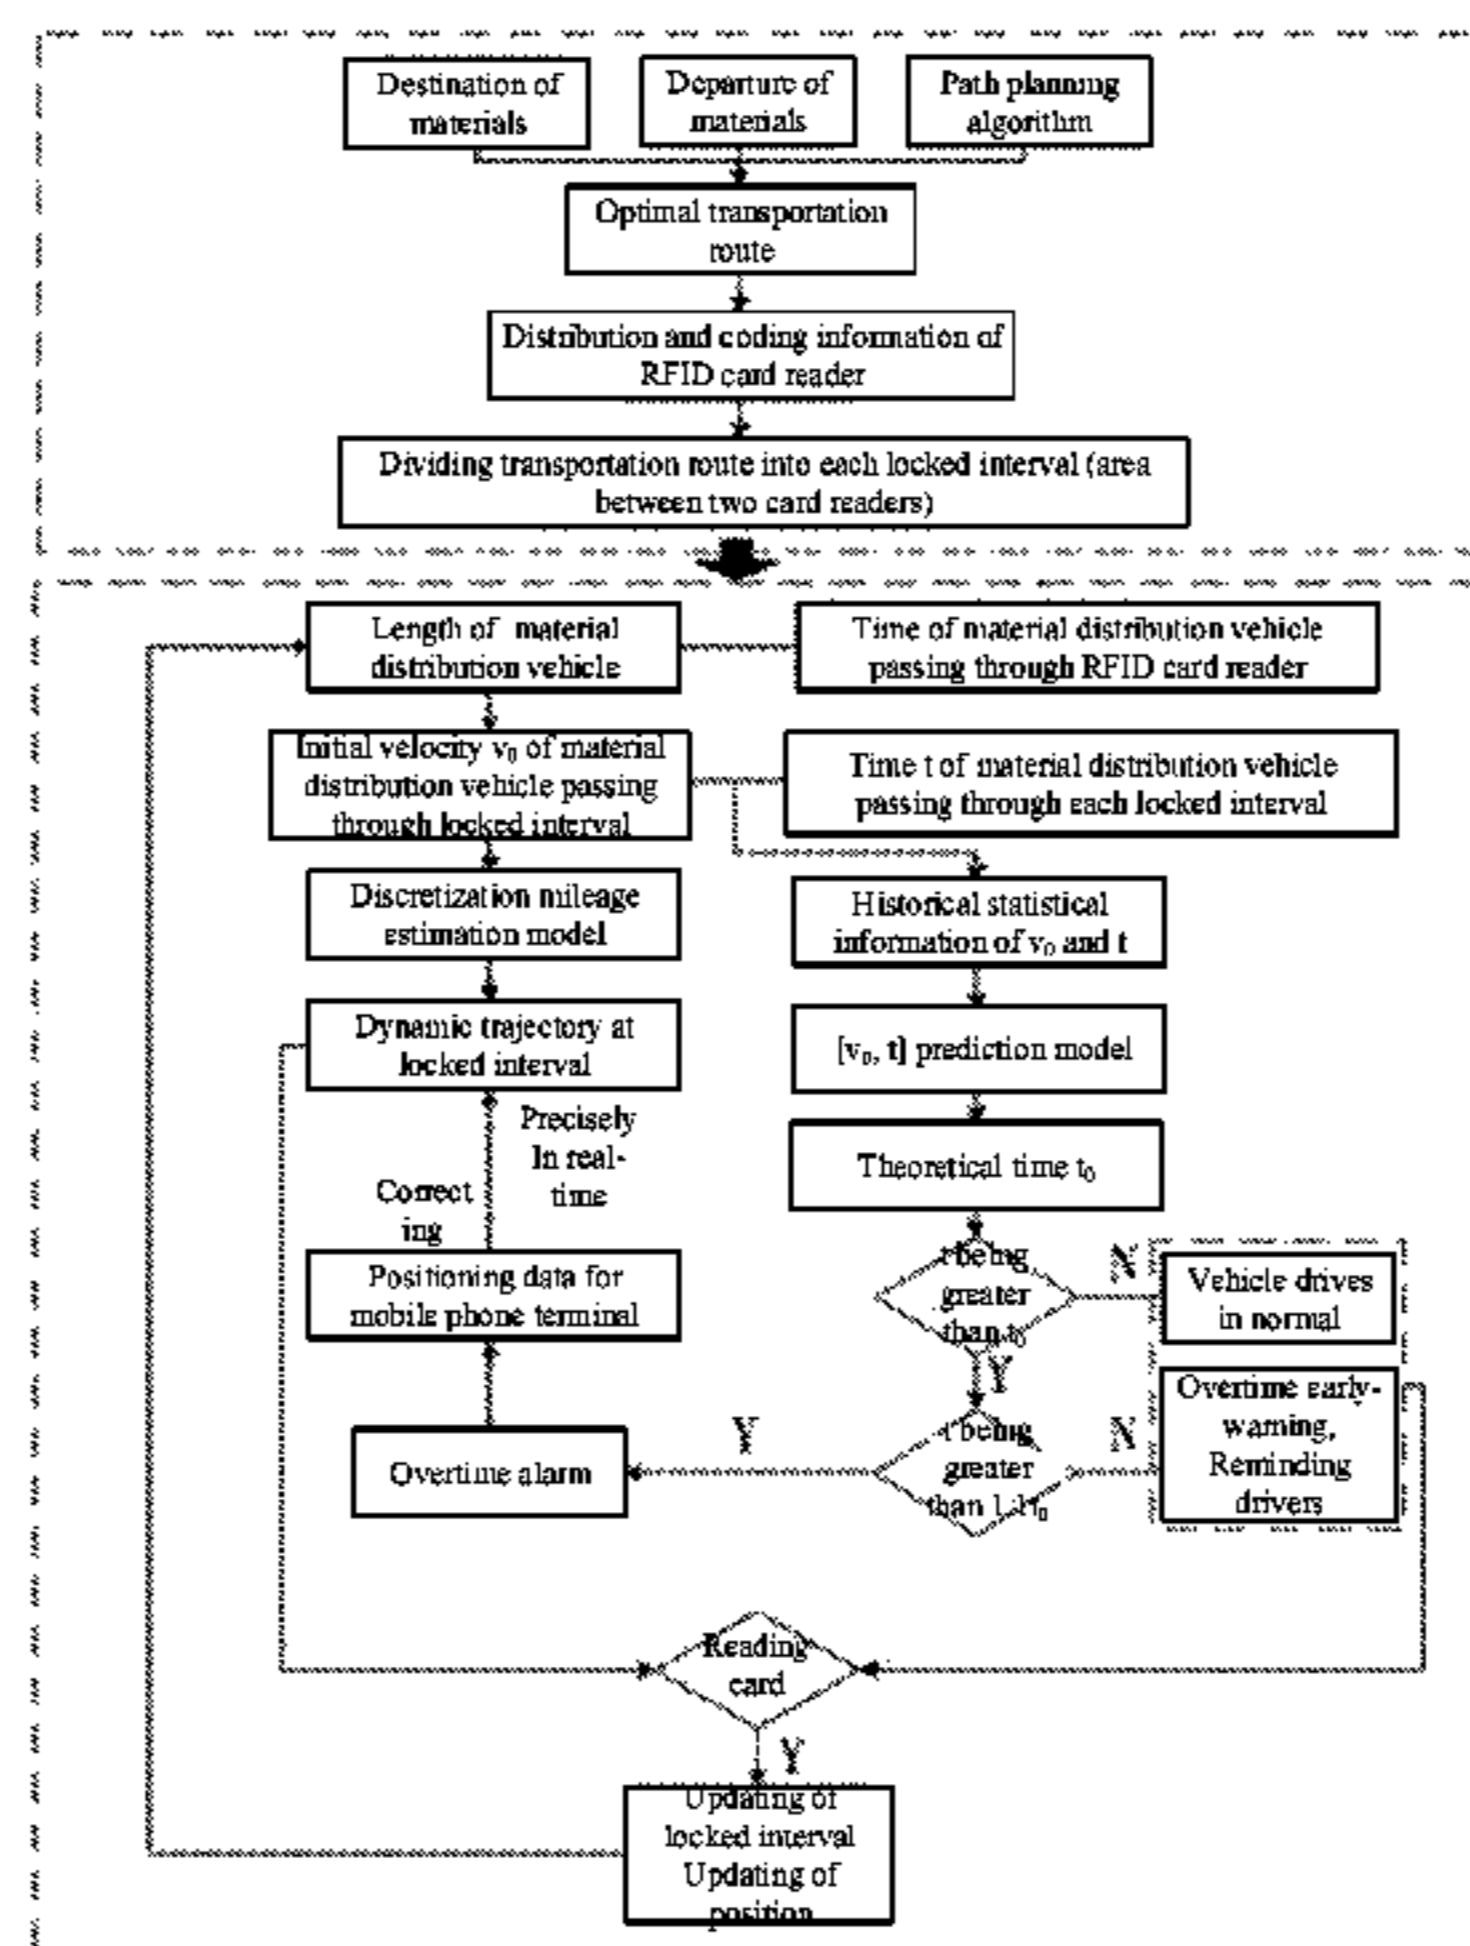 Destination of
materials
Departure of
materials
Path planning
algorithm
Optimal transportation
route
Distribution and coding information of
RFID card reader
Dividing transportation route into each locked interval (area
between two card readers)
Length of material
distribution vehicle
Time of material distribution vehicle
passing through RFID card reader
Initial velocity v₀ of material
distribution vehicle passing
through locked interval
Time t of material distribution vehicle
passing through each locked interval
Discretization mileage
estimation model
Historical statistical
information of v₀ and t
Dynamic trajectory at
locked interval
[v₀, t] prediction model
Precisely
In real-
time
Correct
ing
Theoretical time t₀
t being
greater
than t₀
N
Vehicle drives
in normal
Positioning data for
mobile phone terminal
Y
Overtime early-
warning,
Reminding
drivers
Overtime alarm
Y
t being
greater
than
N
Reading
card
Y
Updating of
locked interval
Updating of
position